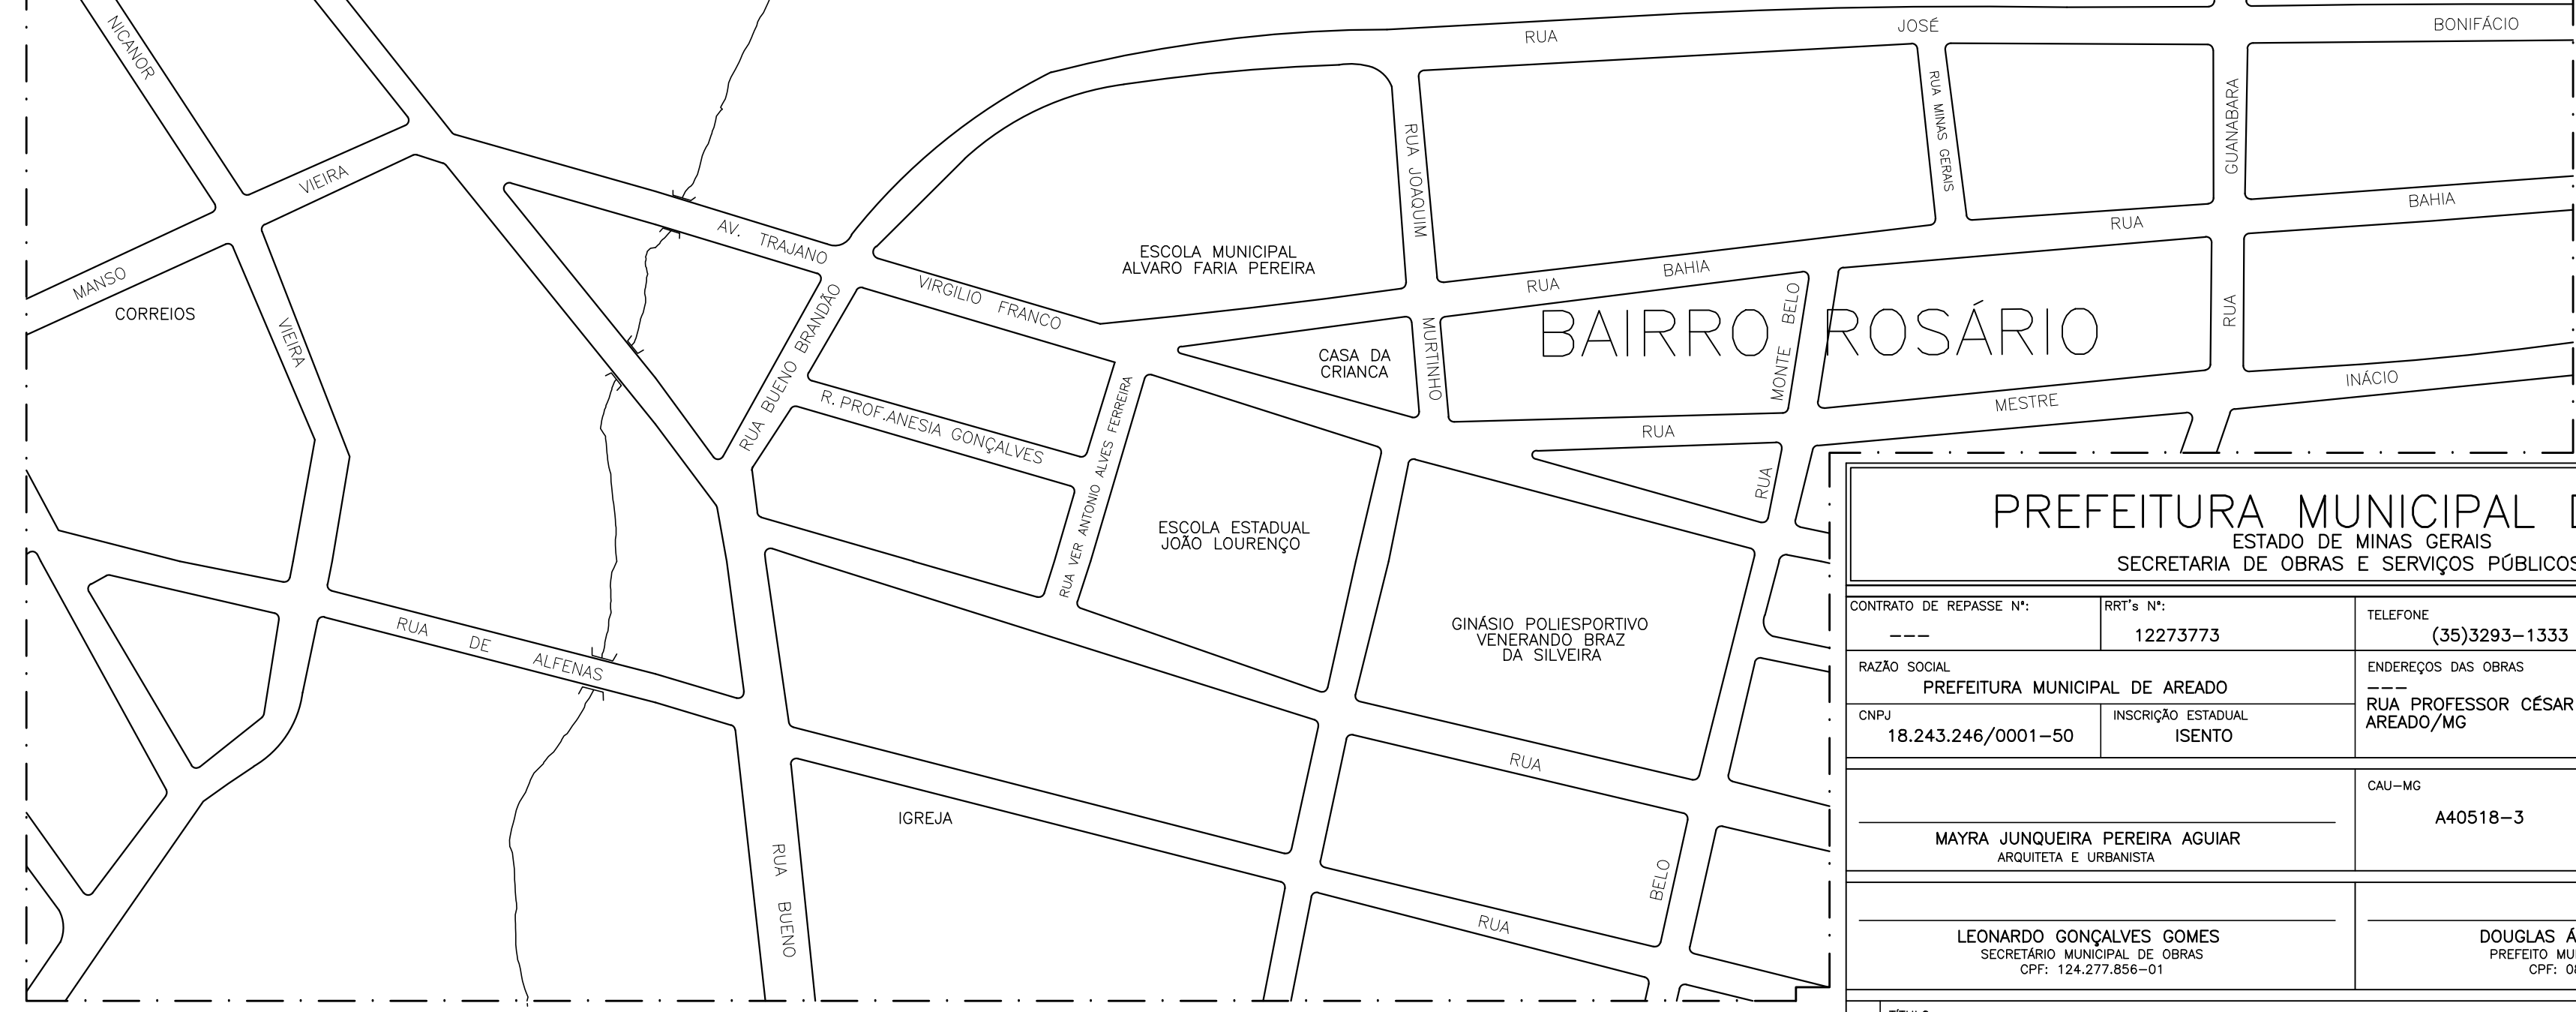 NICANOR
VIEIRA
MANSO
CORREIOS
VIEIRA
RUA JOSÉ BONIFÁCIO
AV. TRAJANO
VIRGILIO FRANCO
RUA BUENO BRANDÃO
R. PROF.ANESIA GONÇALVES
RUA VER ANTONIO ALVES FERREIRA
ESCOLA MUNICIPAL
ALVARO FARIA PEREIRA
RUA JOAQUIM
MURTINHO
RUA MINAS GERAIS
GUANABARA
RUA
RUA BAHIA
RUA BAHIA
CASA DA
CRIANCA
BAIRRO ROSÁRIO
MONTE BELO
RUA
RUA MESTRE INÁCIO
ESCOLA ESTADUAL
JOÃO LOURENÇO
GINÁSIO POLIESPORTIVO
VENERANDO BRAZ
DA SILVEIRA
RUA DE ALFENAS
RUA
IGREJA
RUA BUENO
BELO
RUA
PREFEITURA MUNICIPAL
ESTADO DE MINAS GERAIS
SECRETARIA DE OBRAS E SERVIÇOS PÚBLICOS
CONTRATO DE REPASSE Nº:
---
RRT's Nº:
12273773
TELEFONE
(35)3293-1333
RAZÃO SOCIAL
PREFEITURA MUNICIPAL DE AREADO
ENDEREÇOS DAS OBRAS
---
RUA PROFESSOR CÉSAR
AREADO/MG
CNPJ
18.243.246/0001-50
INSCRIÇÃO ESTADUAL
ISENTO
CAU-MG
A40518-3
MAYRA JUNQUEIRA PEREIRA AGUIAR
ARQUITETA E URBANISTA
LEONARDO GONÇALVES GOMES
SECRETÁRIO MUNICIPAL DE OBRAS
CPF: 124.277.856-01
DOUGLAS
PREFEITO
CPF: